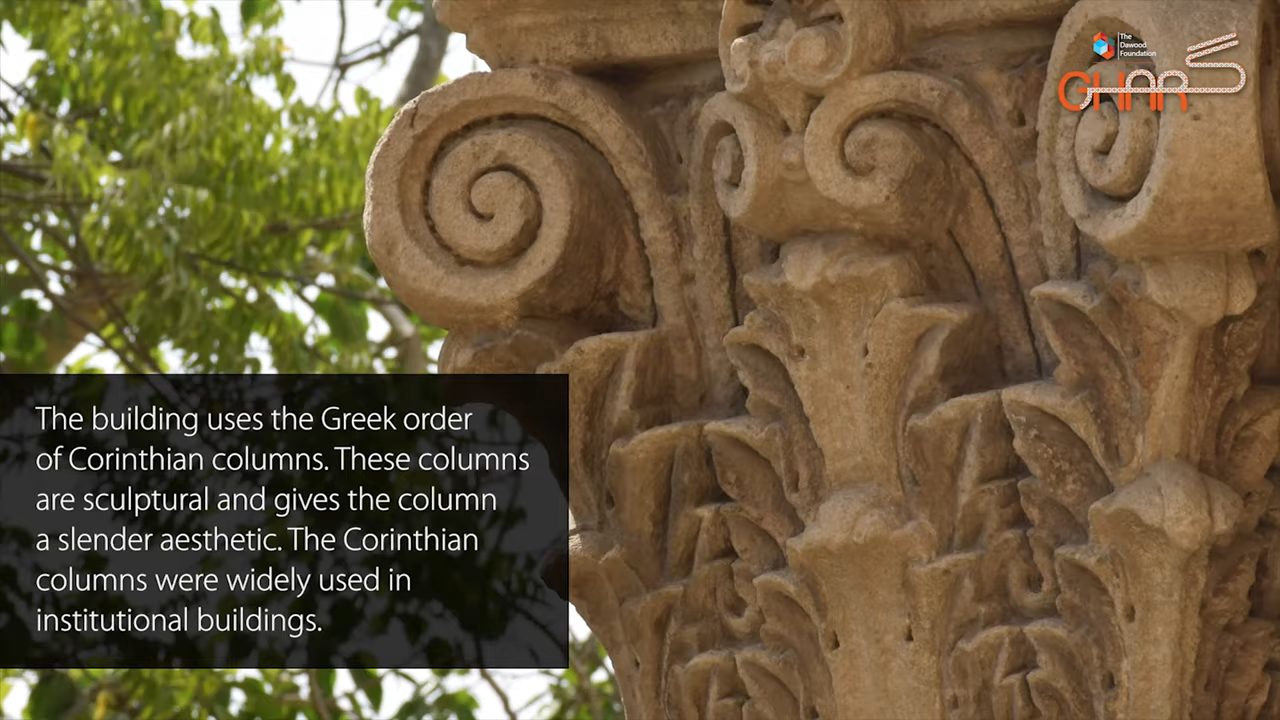 The
Dawood
Foundation
GHAR
The building uses the Greek order
of Corinthian columns. These columns
are sculptural and gives the column
a slender aesthetic. The Corinthian
columns were widely used in
institutional buildings.